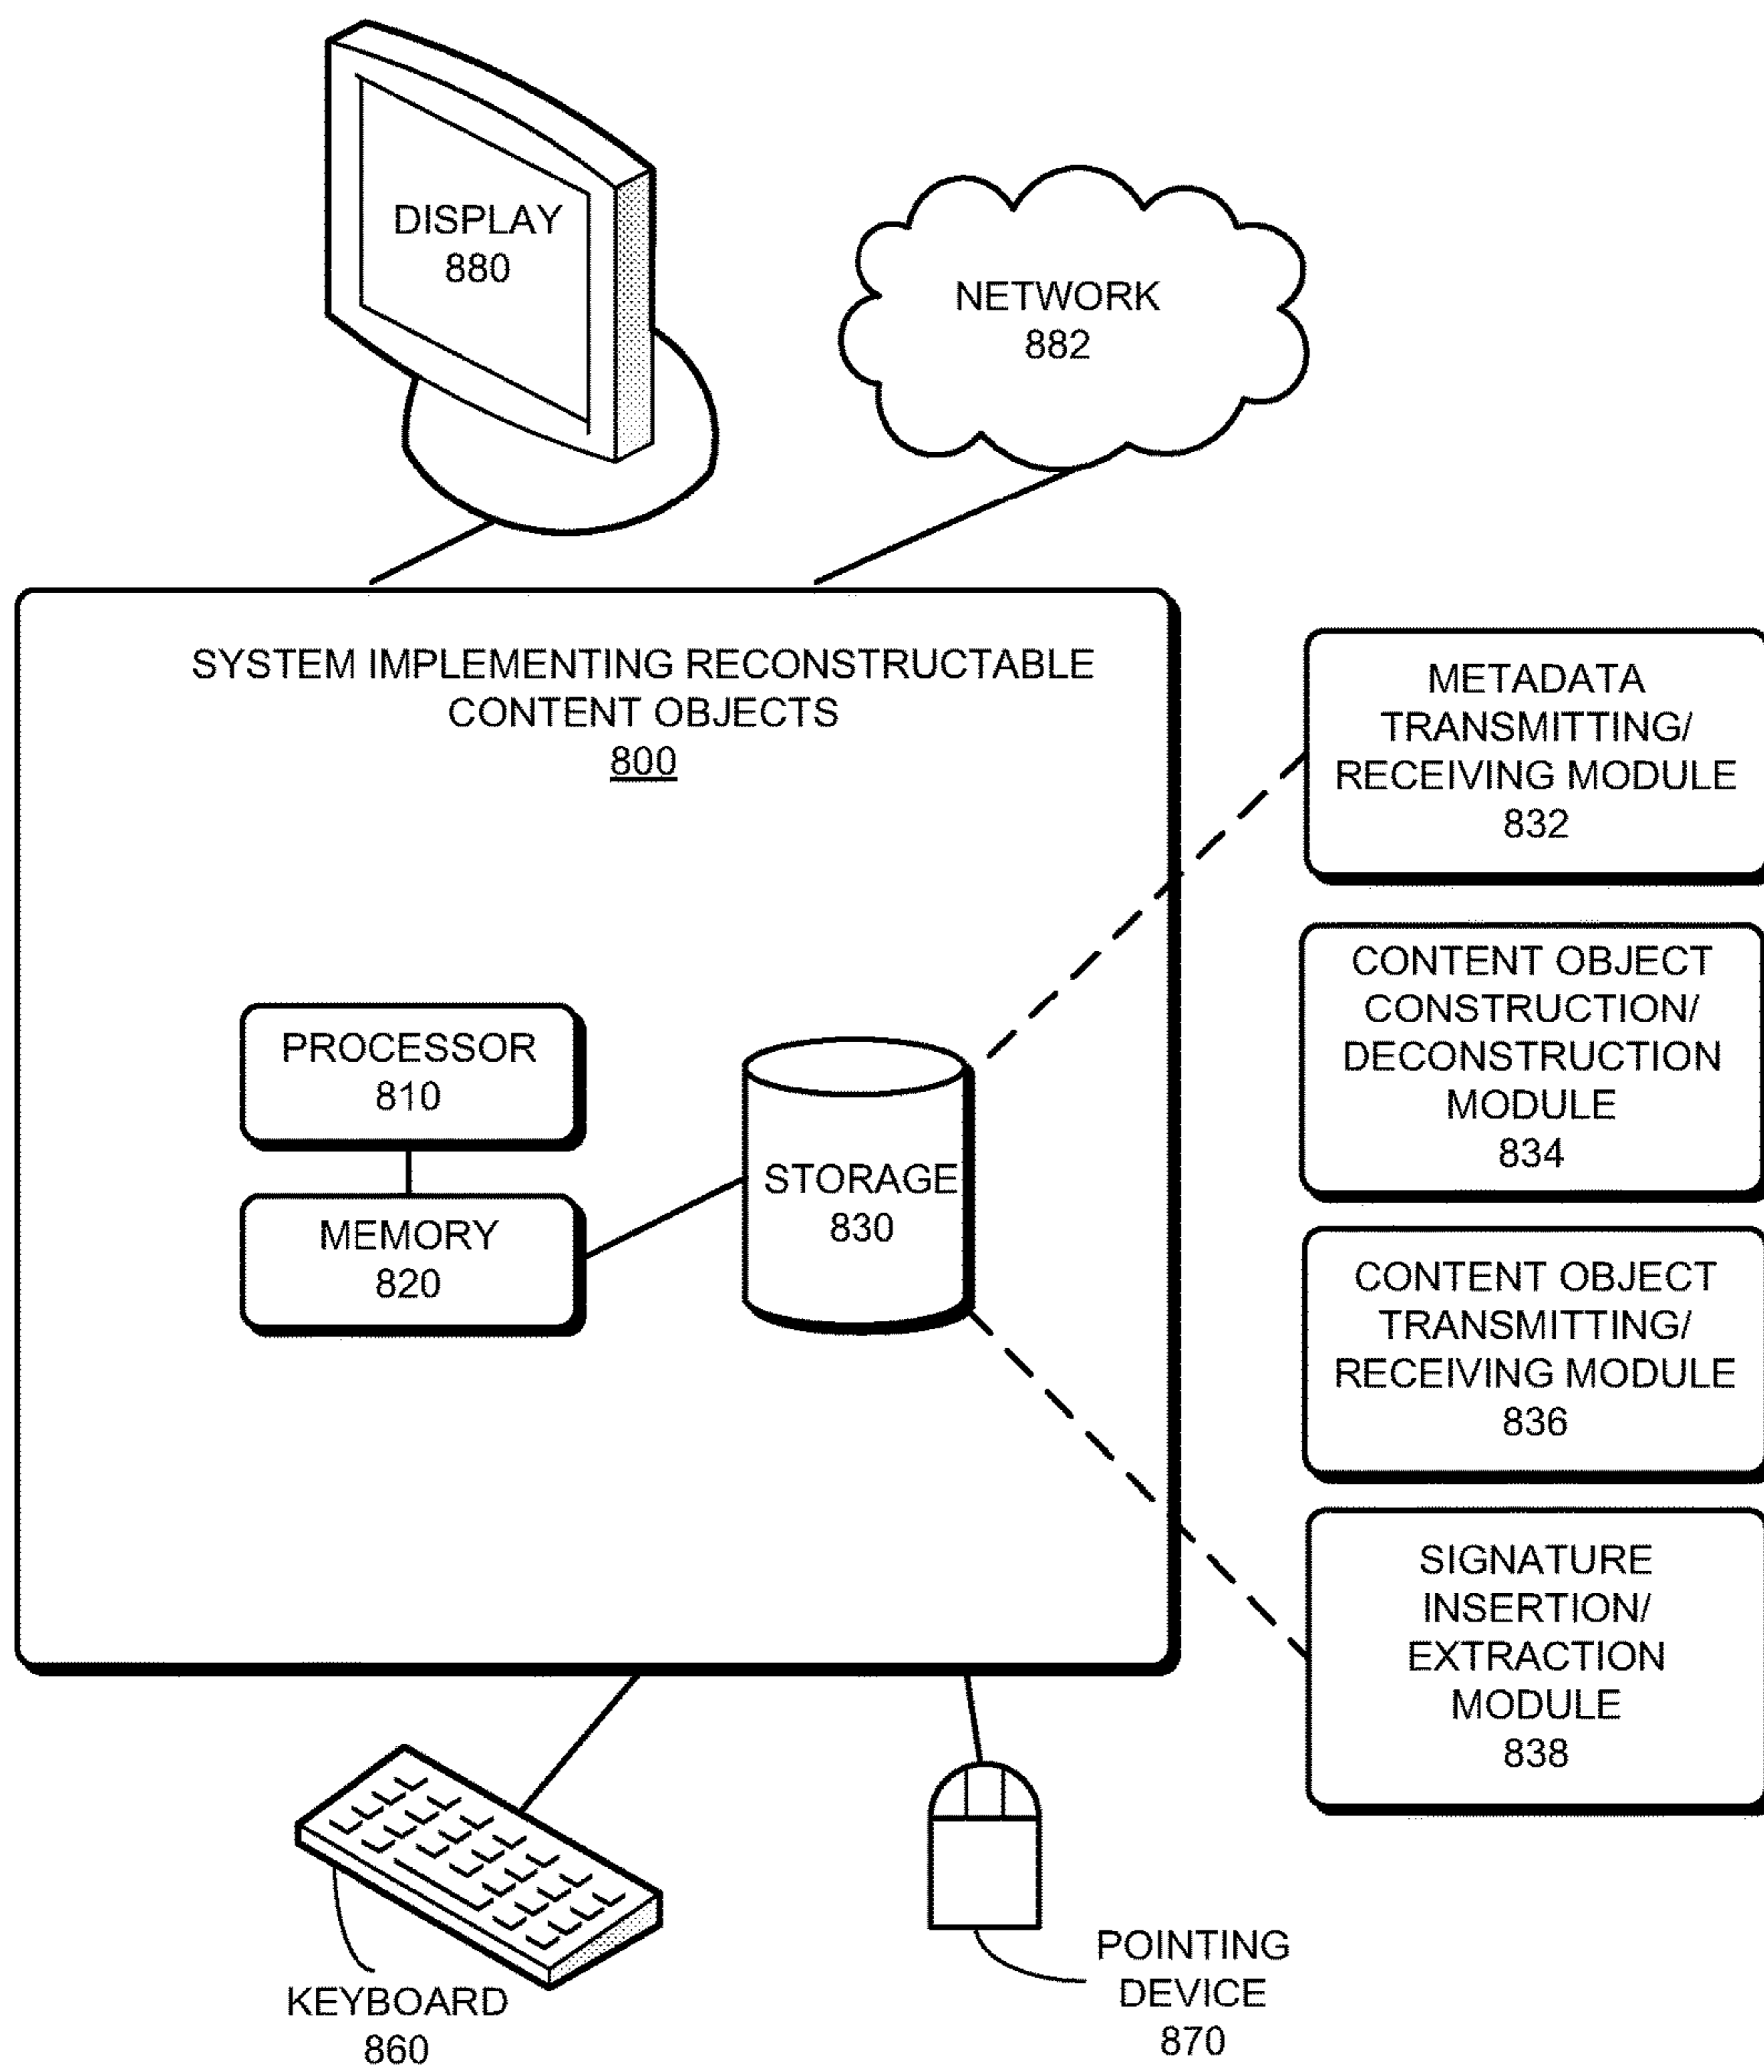 DISPLAY
880
NETWORK
882
SYSTEM IMPLEMENTING RECONSTRUCTABLE
CONTENT OBJECTS
800
METADATA
TRANSMITTING/
RECEIVING MODULE
832
CONTENT OBJECT
CONSTRUCTION/
DECONSTRUCTION
MODULE
834
PROCESSOR
810
MEMORY
820
STORAGE
830
CONTENT OBJECT
TRANSMITTING/
RECEIVING MODULE
836
SIGNATURE
INSERTION/
EXTRACTION
MODULE
838
KEYBOARD
860
POINTING
DEVICE
870